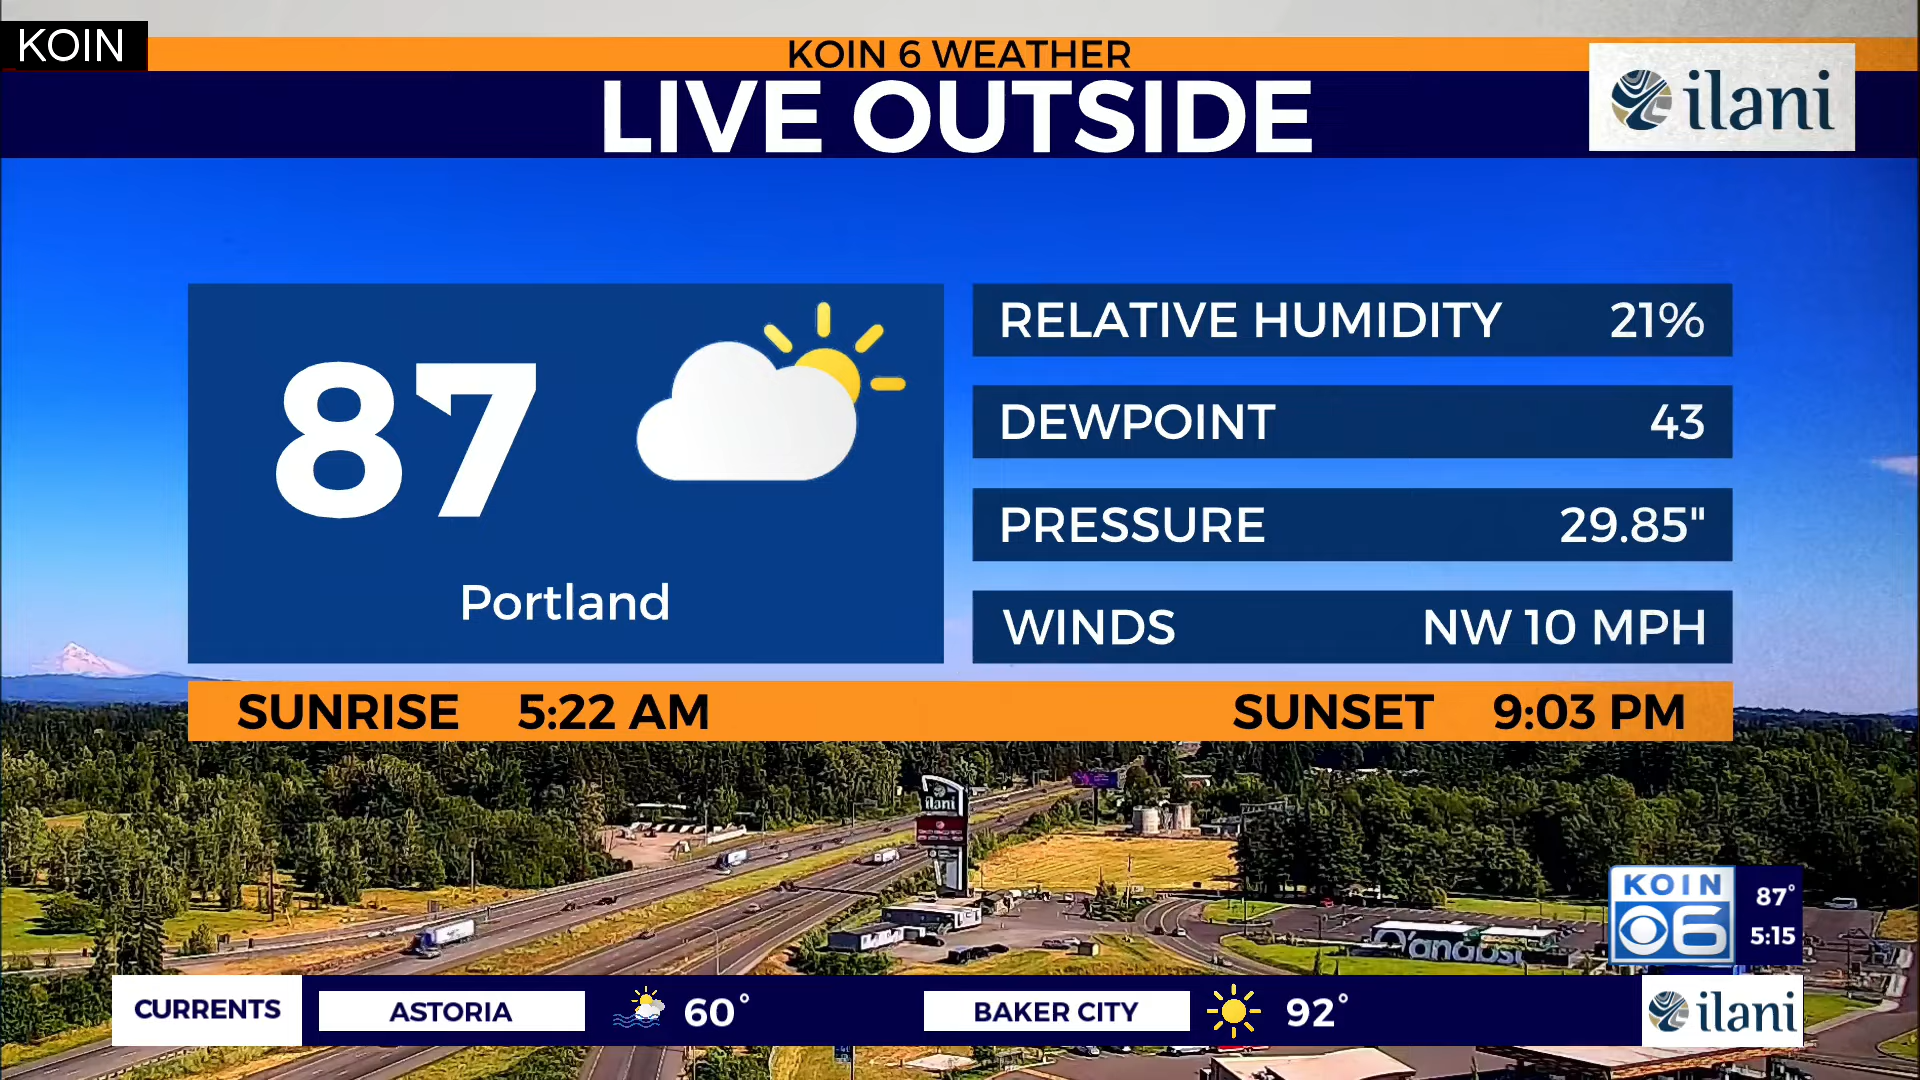 KOIN
KOIN 6 WEATHER
LIVE OUTSIDE
ilani
87
Portland
RELATIVE HUMIDITY 21%
DEWPOINT 43
PRESSURE 29.85"
WINDS NW 10 MPH
SUNRISE 5:22 AM SUNSET 9:03 PM
ilani
KOIN
6
87°
5:15
CURRENTS ASTORIA 60° BAKER CITY 92° ilani